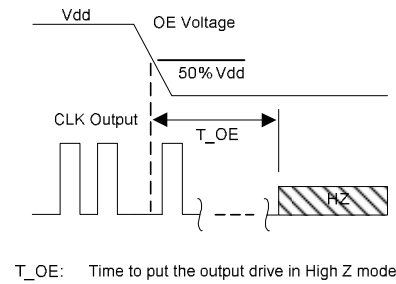 Vdd
OE Voltage
50% Vdd
CLK Output
T_OE
HZ
T_OE: Time to put the output drive in High Z mode